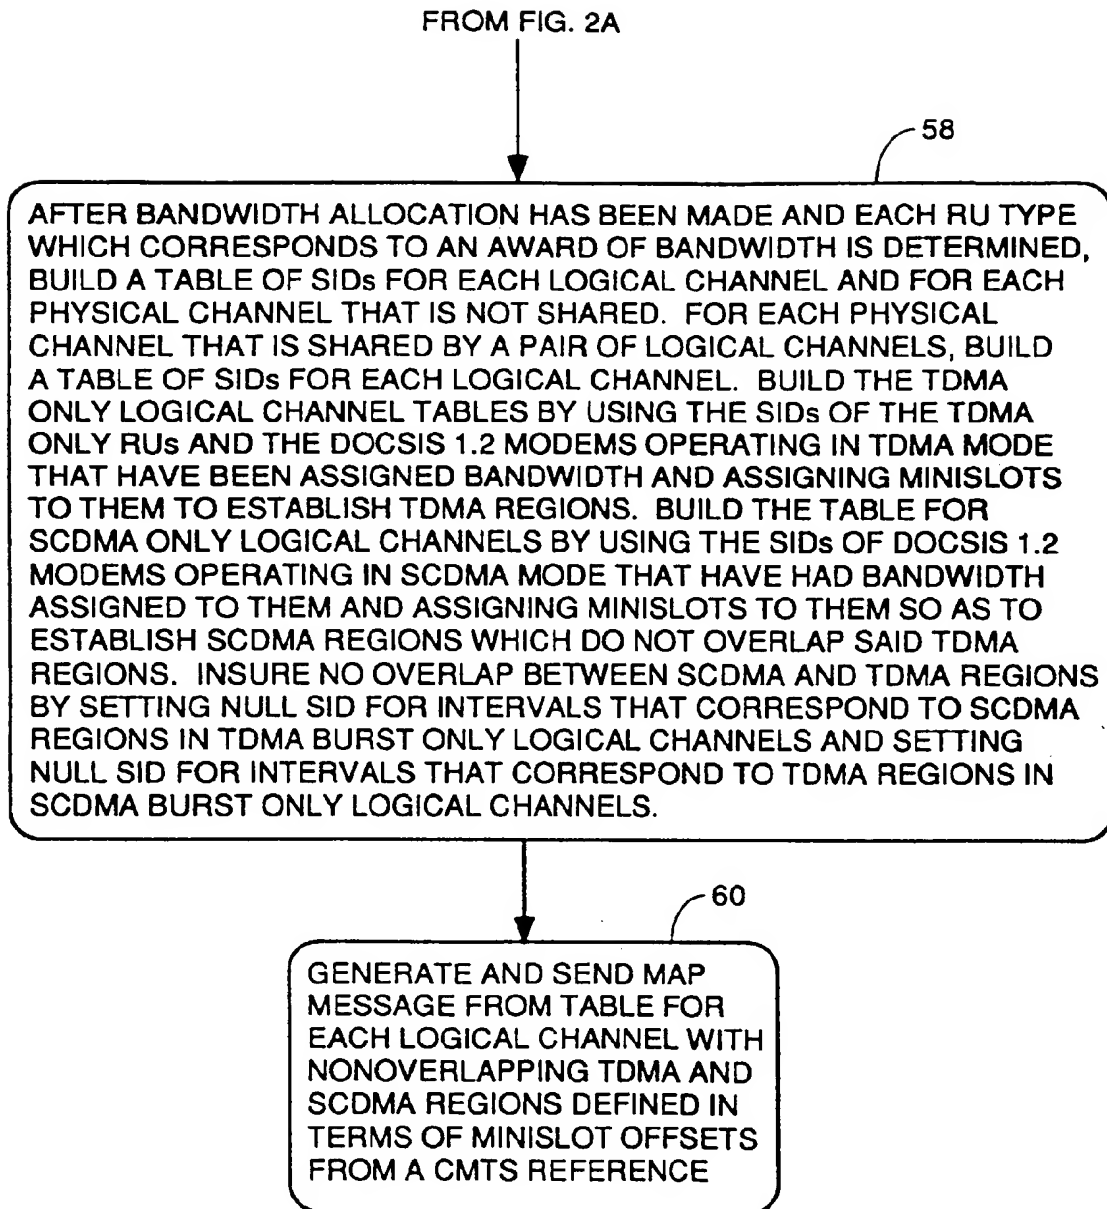 FROM FIG. 2A
58
AFTER BANDWIDTH ALLOCATION HAS BEEN MADE AND EACH RU TYPE
WHICH CORRESPONDS TO AN AWARD OF BANDWIDTH IS DETERMINED,
BUILD A TABLE OF SIDs FOR EACH LOGICAL CHANNEL AND FOR EACH
PHYSICAL CHANNEL THAT IS NOT SHARED. FOR EACH PHYSICAL
CHANNEL THAT IS SHARED BY A PAIR OF LOGICAL CHANNELS, BUILD
A TABLE OF SIDs FOR EACH LOGICAL CHANNEL. BUILD THE TDMA
ONLY LOGICAL CHANNEL TABLES BY USING THE SIDs OF THE TDMA
ONLY RUs AND THE DOCSIS 1.2 MODEMS OPERATING IN TDMA MODE
THAT HAVE BEEN ASSIGNED BANDWIDTH AND ASSIGNING MINISLOTS
TO THEM TO ESTABLISH TDMA REGIONS. BUILD THE TABLE FOR
SCDMA ONLY LOGICAL CHANNELS BY USING THE SIDs OF DOCSIS 1.2
MODEMS OPERATING IN SCDMA MODE THAT HAVE HAD BANDWIDTH
ASSIGNED TO THEM AND ASSIGNING MINISLOTS TO THEM SO AS TO
ESTABLISH SCDMA REGIONS WHICH DO NOT OVERLAP SAID TDMA
REGIONS. INSURE NO OVERLAP BETWEEN SCDMA AND TDMA REGIONS
BY SETTING NULL SID FOR INTERVALS THAT CORRESPOND TO SCDMA
REGIONS IN TDMA BURST ONLY LOGICAL CHANNELS AND SETTING
NULL SID FOR INTERVALS THAT CORRESPOND TO TDMA REGIONS IN
SCDMA BURST ONLY LOGICAL CHANNELS.
60
GENERATE AND SEND MAP
MESSAGE FROM TABLE FOR
EACH LOGICAL CHANNEL WITH
NONOVERLAPPING TDMA AND
SCDMA REGIONS DEFINED IN
TERMS OF MINISLOT OFFSETS
FROM A CMTS REFERENCE